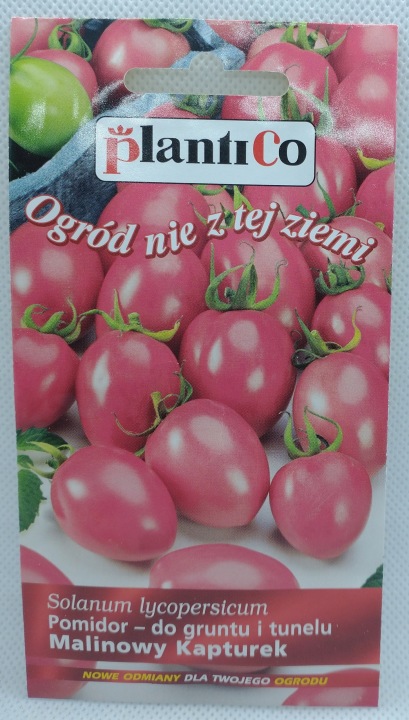 PlantiCo
Ogród nie z tej ziemi
Solanum lycopersicum
Pomidor – do gruntu i tunelu
Malinowy Kapturek
NOWE ODMIANY DLA TWOJEGO OGRODU